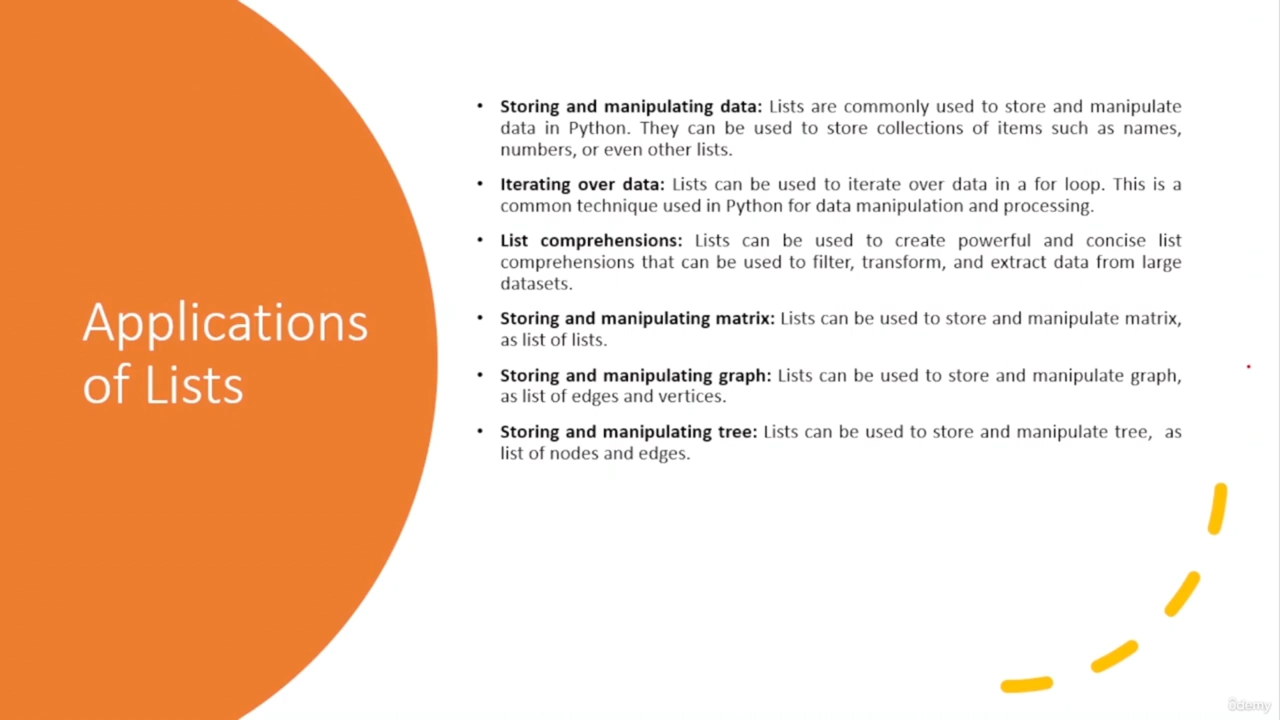 Applications
of Lists
• Storing and manipulating data: Lists are commonly used to store and manipulate
data in Python. They can be used to store collections of items such as names,
numbers, or even other lists.
• Iterating over data: Lists can be used to iterate over data in a for loop. This is a
common technique used in Python for data manipulation and processing.
• List comprehensions: Lists can be used to create powerful and concise list
comprehensions that can be used to filter, transform, and extract data from large
datasets.
• Storing and manipulating matrix: Lists can be used to store and manipulate matrix,
as list of lists.
• Storing and manipulating graph: Lists can be used to store and manipulate graph,
as list of edges and vertices.
• Storing and manipulating tree: Lists can be used to store and manipulate tree, as
list of nodes and edges.
ûdemy